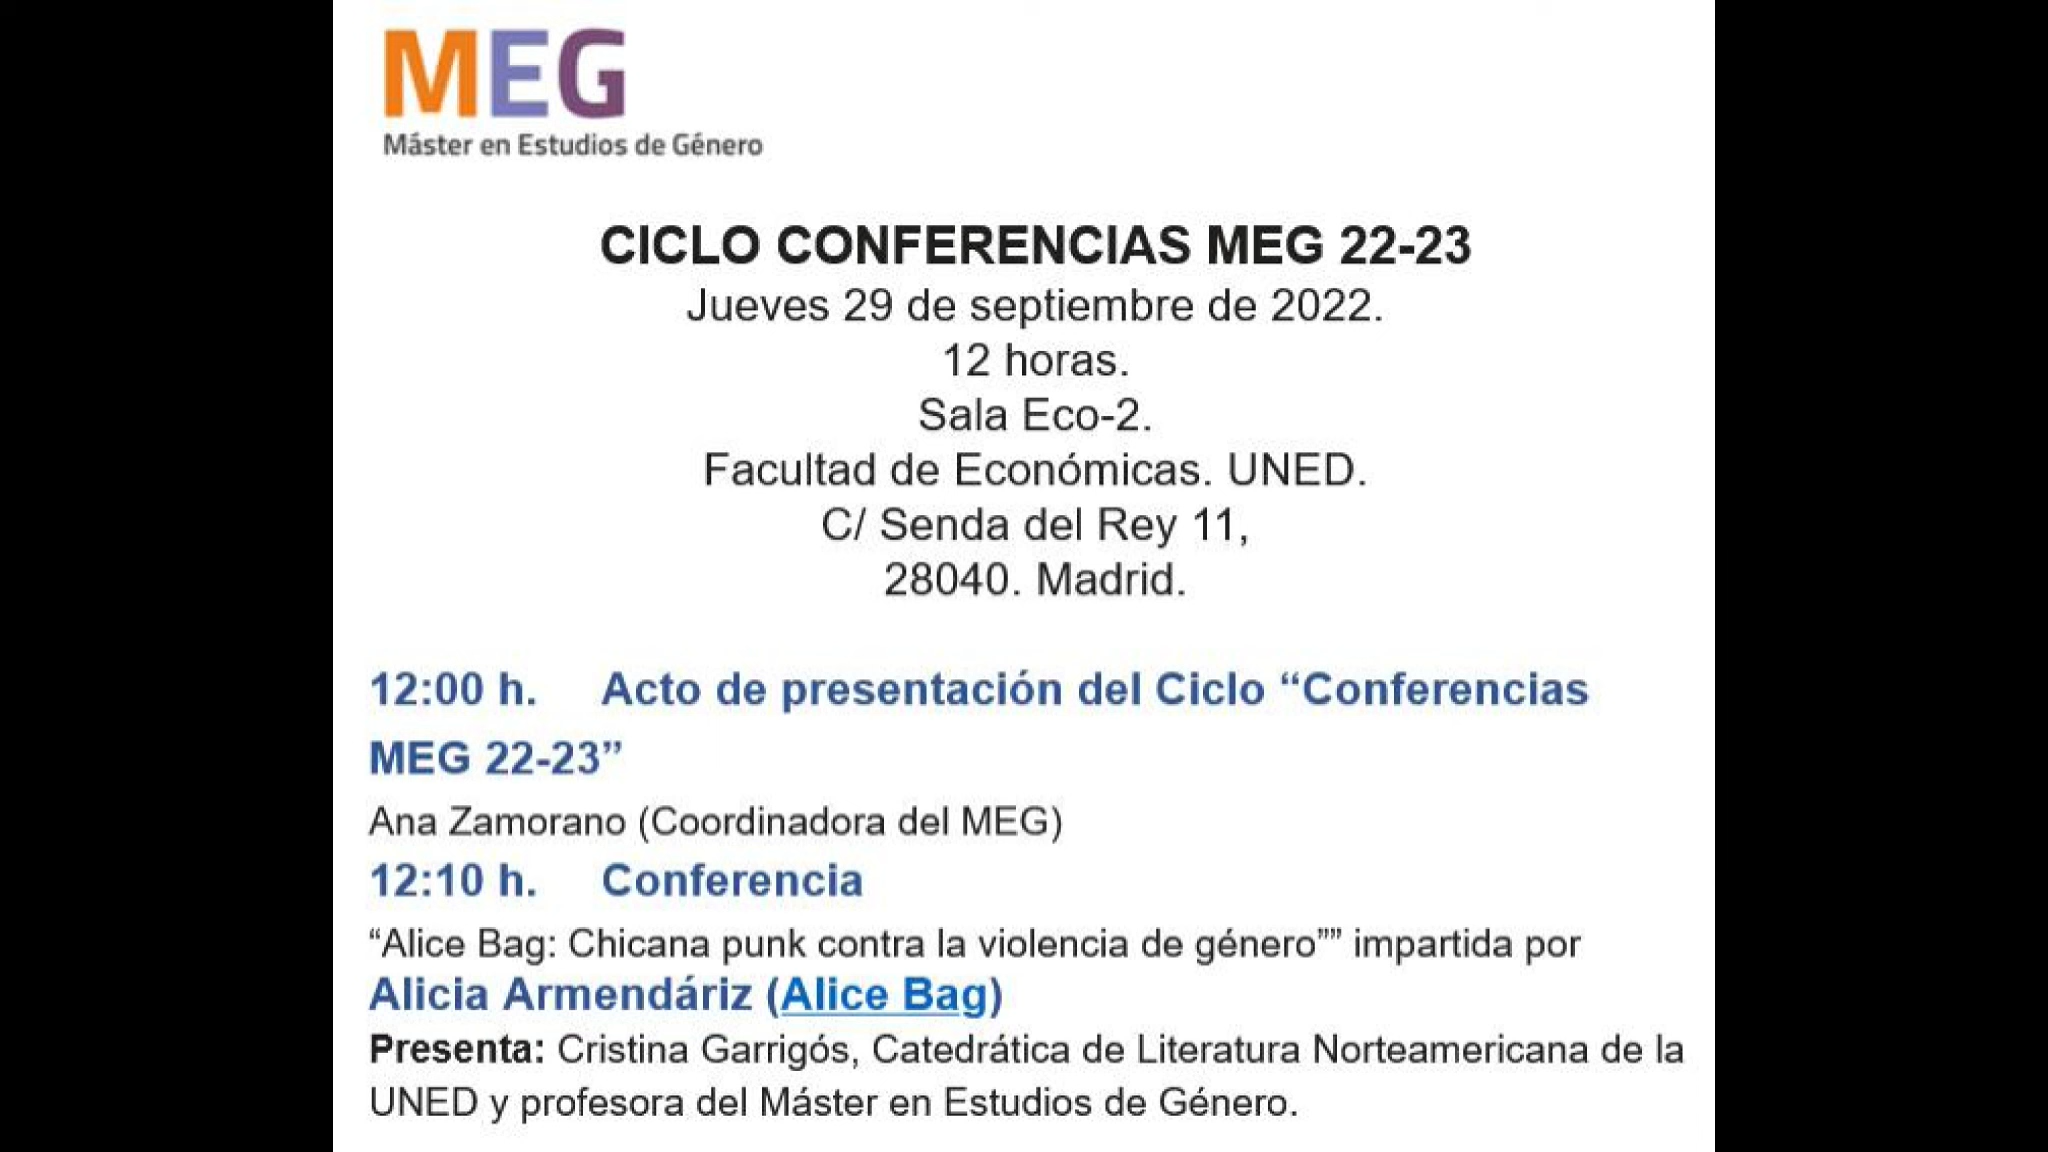 MEG
Máster en Estudios de Género
CICLO CONFERENCIAS MEG 22-23
Jueves 29 de septiembre de 2022.
12 horas.
Sala Eco-2.
Facultad de Económicas. UNED.
C/ Senda del Rey 11,
28040. Madrid.
12:00 h. Acto de presentación del Ciclo “Conferencias
MEG 22-23”
Ana Zamorano (Coordinadora del MEG)
12:10 h. Conferencia
“Alice Bag: Chicana punk contra la violencia de género”” impartida por
Alicia Armendáriz (Alice Bag)
Presenta: Cristina Garrigós, Catedrática de Literatura Norteamericana de la
UNED y profesora del Máster en Estudios de Género.